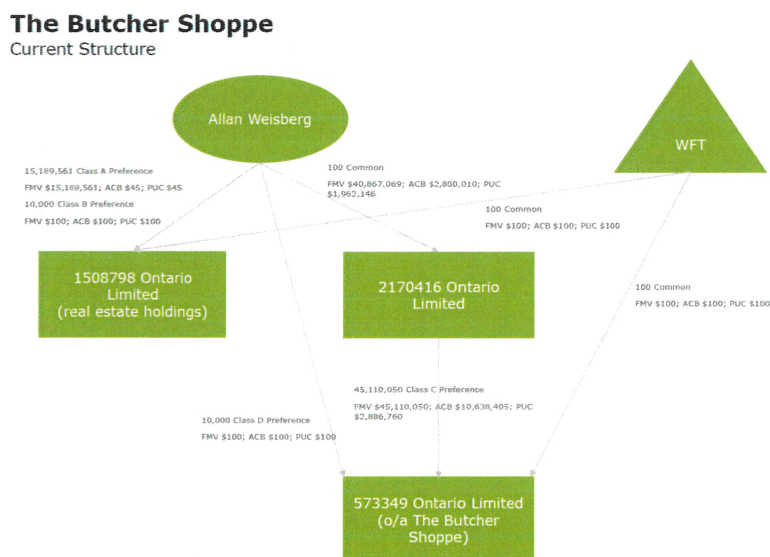 The Butcher Shoppe
Current Structure
Allan Weisberg
WFT
15,189,561 Class A Preference
FMV $15,189,561; ACB $45; PUC $45
10,000 Class B Preference
FMV $100; ACB $100; PUC $100
100 Common
FMV $40,867,069; ACB $2,800,010; PUC
$1,962,146
100 Common
FMV $100; ACB $100; PUC $100
1508798 Ontario
Limited
(real estate holdings)
2170416 Ontario
Limited
100 Common
FMV $100; ACB $100; PUC $100
45,110,050 Class C Preference
FMV $45,110,050; ACB $10,638,405; PUC
$2,886,760
10,000 Class D Preference
FMV $100; ACB $100; PUC $100
573349 Ontario Limited
(o/a The Butcher
Shoppe)